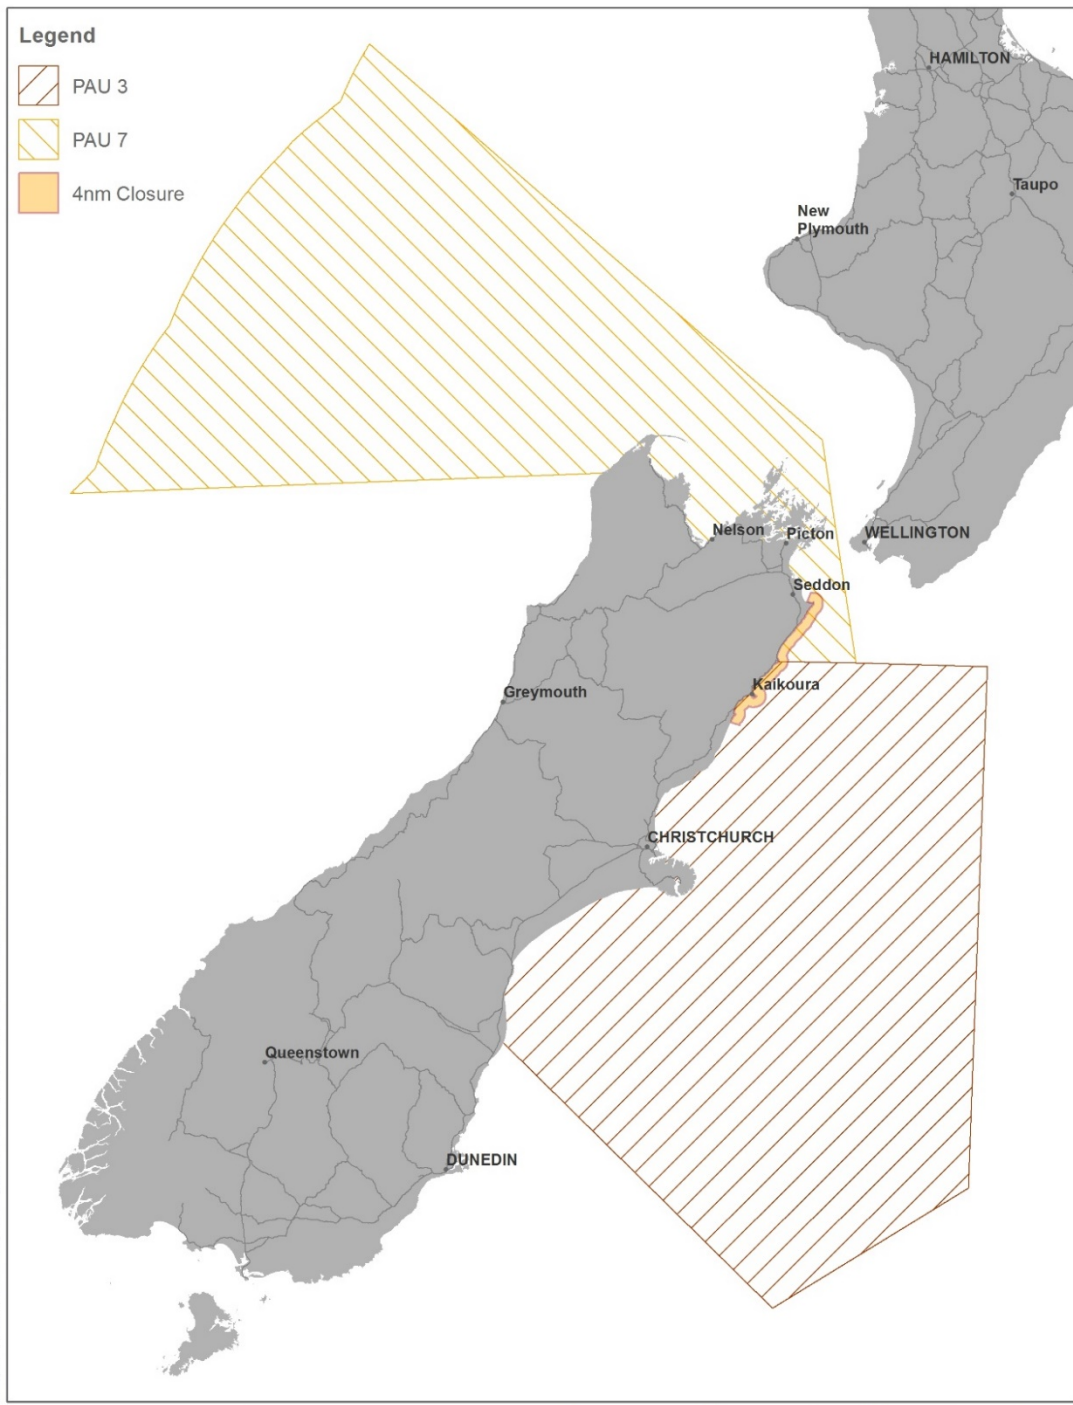 Legend
PAU 3
PAU 7
4nm Closure
HAMILTON
Taupo
New
Plymouth
Nelson
Picton
WELLINGTON
Seddon
Kaikoura
Greymouth
CHRISTCHURCH
Queenstown
DUNEDIN